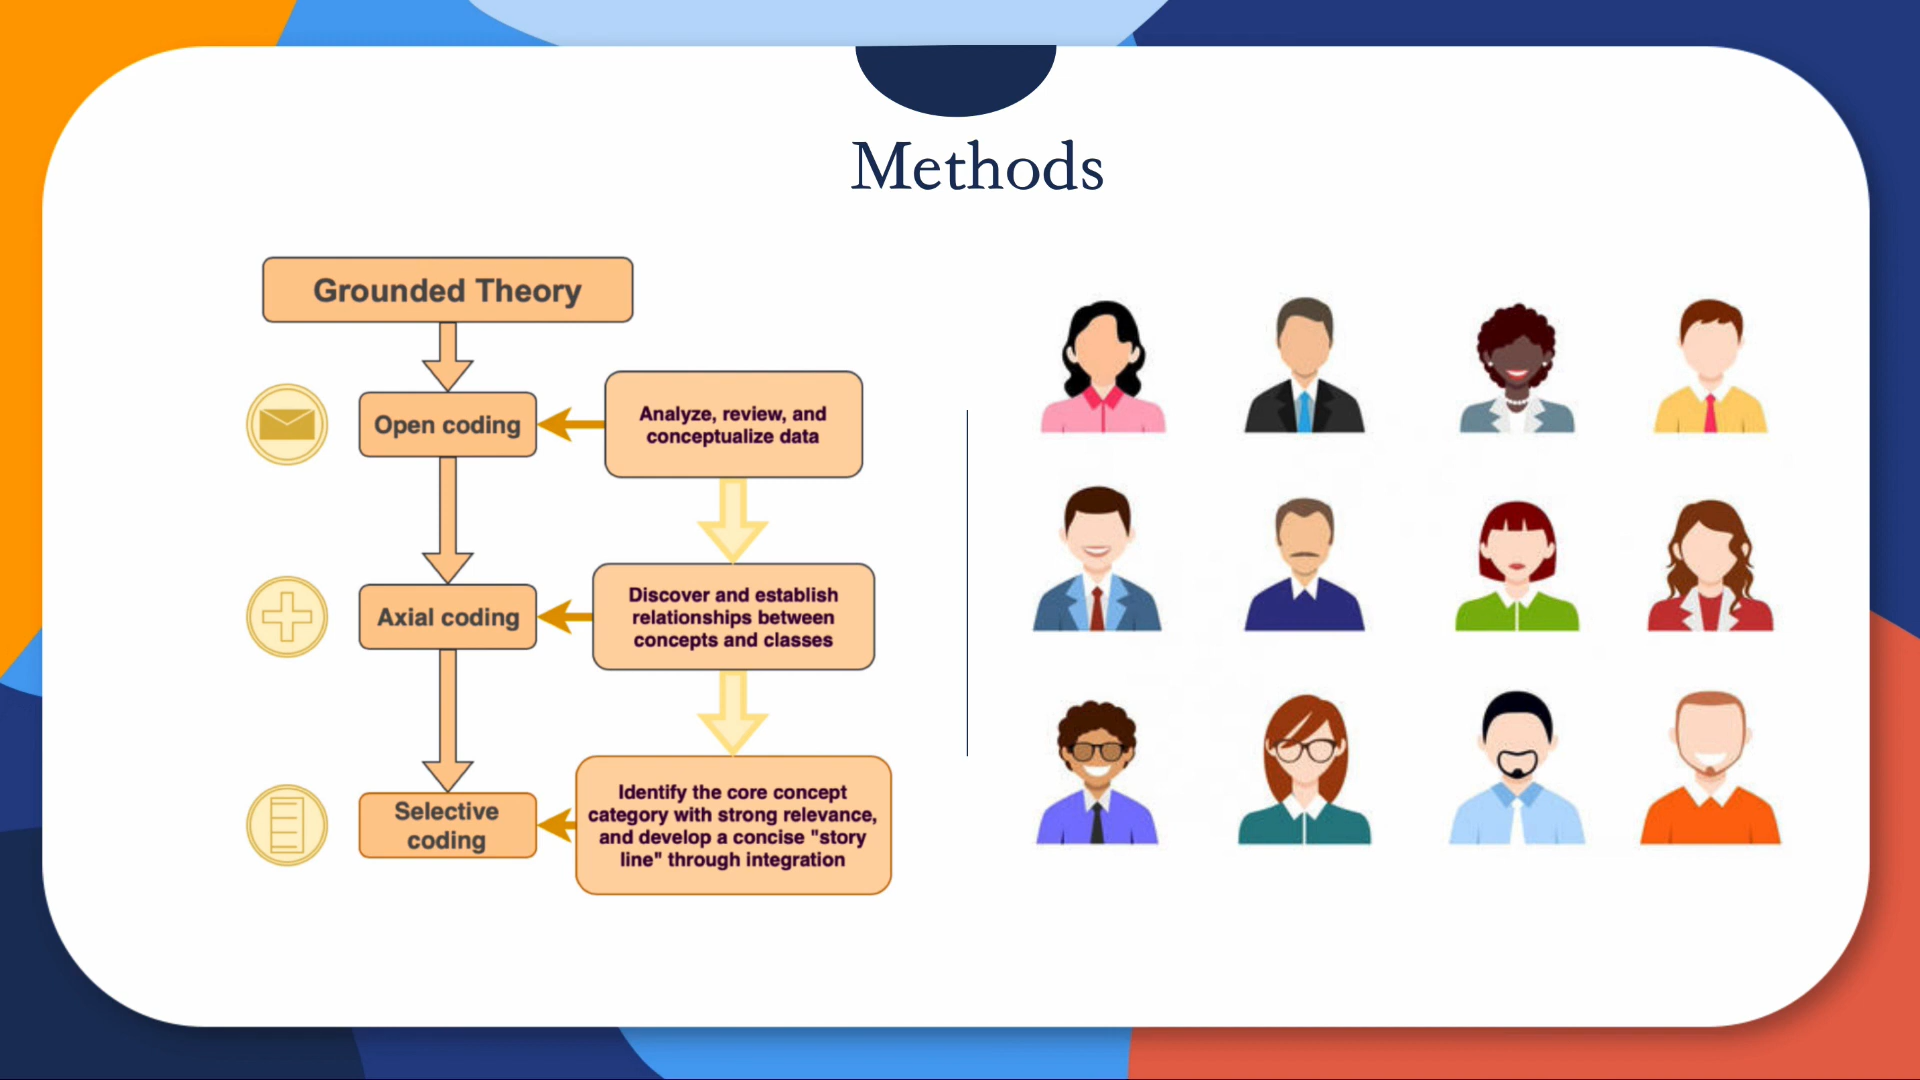 Methods
Grounded Theory
Open coding
Analyze, review, and
conceptualize data
Axial coding
Discover and establish
relationships between
concepts and classes
Selective
coding
Identify the core concept
category with strong relevance,
and develop a concise "story
line" through integration